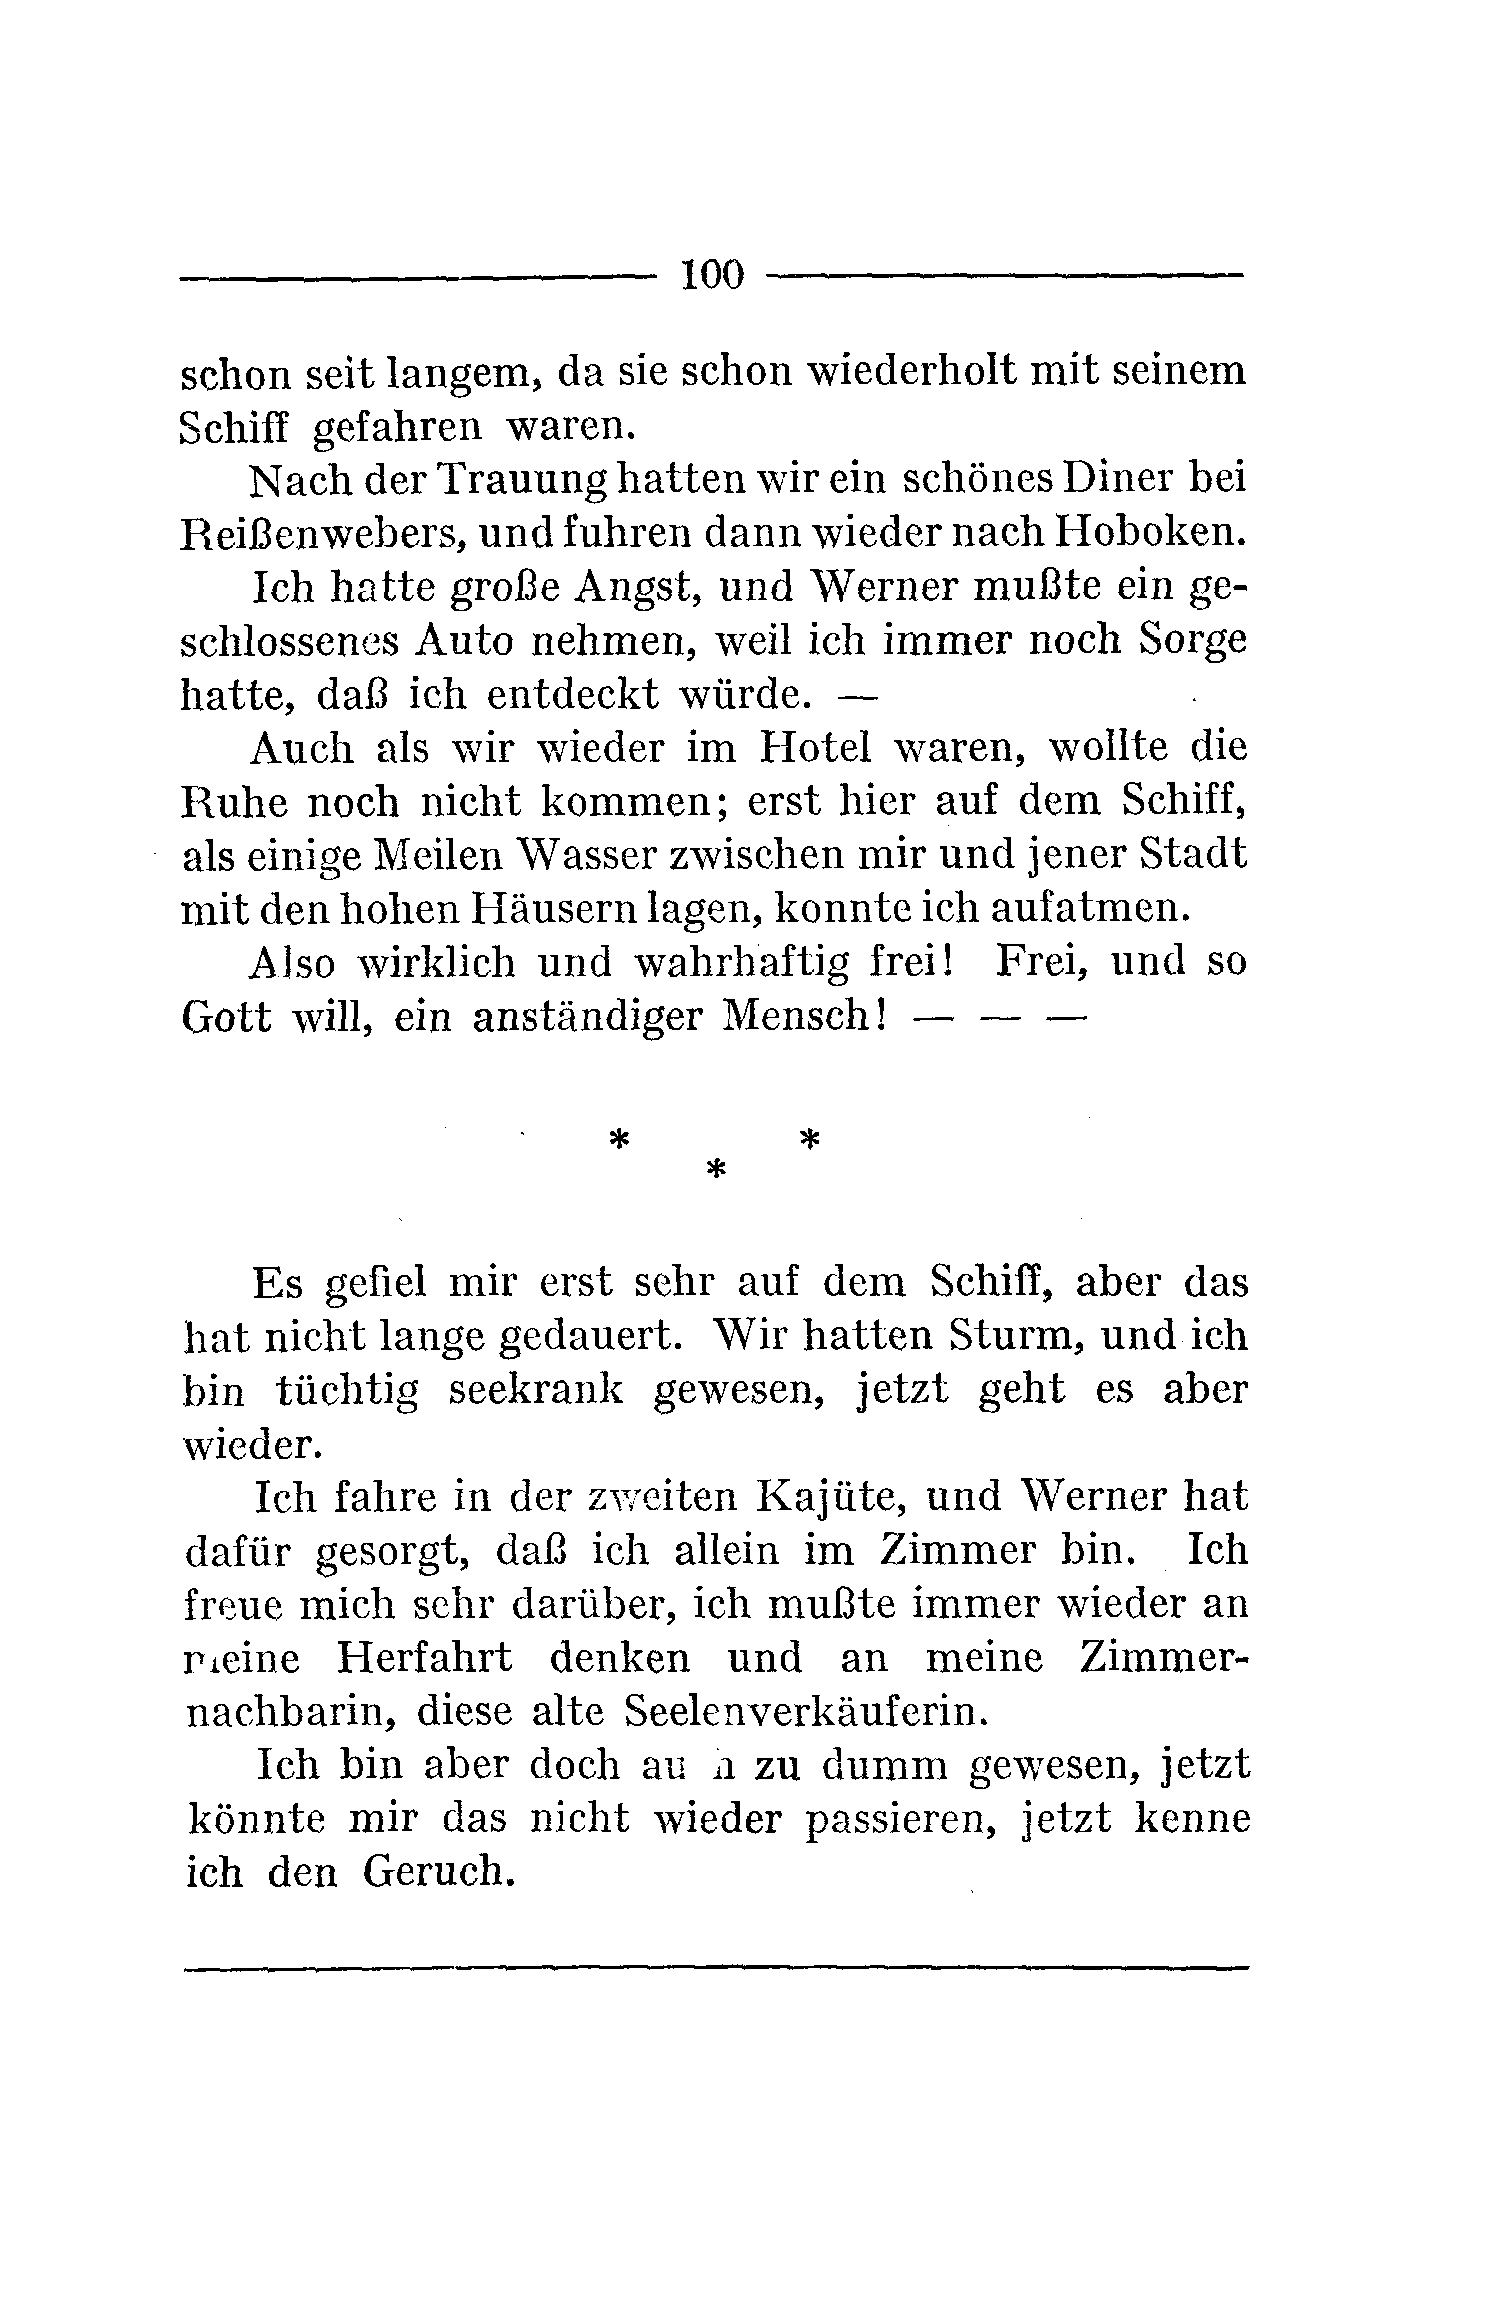 100
schon seit langem, da sie schon wiederholt mit seinem
Schiff gefahren waren.
Nach der Trauung hatten wir ein schönes Diner bei
Reißenwebers, und fuhren dann wieder nach Hoboken.
Ich hatte große Angst, und Werner mußte ein ge-
schlossenes Auto nehmen, weil ich immer noch Sorge
hatte, daß ich entdeckt würde. —
Auch als wir wieder im Hotel waren, wollte die
Ruhe noch nicht kommen; erst hier auf dem Schiff,
als einige Meilen Wasser zwischen mir und jener Stadt
mit den hohen Häusern lagen, konnte ich aufatmen.
Also wirklich und wahrhaftig frei! Frei, und so
Gott will, ein anständiger Mensch! — — —
* *
*
Es gefiel mir erst sehr auf dem Schiff, aber das
hat nicht lange gedauert. Wir hatten Sturm, und ich
bin tüchtig seekrank gewesen, jetzt geht es aber
wieder.
Ich fahre in der zweiten Kajüte, und Werner hat
dafür gesorgt, daß ich allein im Zimmer bin. Ich
freue mich sehr darüber, ich mußte immer wieder an
meine Herfahrt denken und an meine Zimmer-
nachbarin, diese alte Seelenverkäuferin.
Ich bin aber doch auch zu dumm gewesen, jetzt
könnte mir das nicht wieder passieren, jetzt kenne
ich den Geruch.